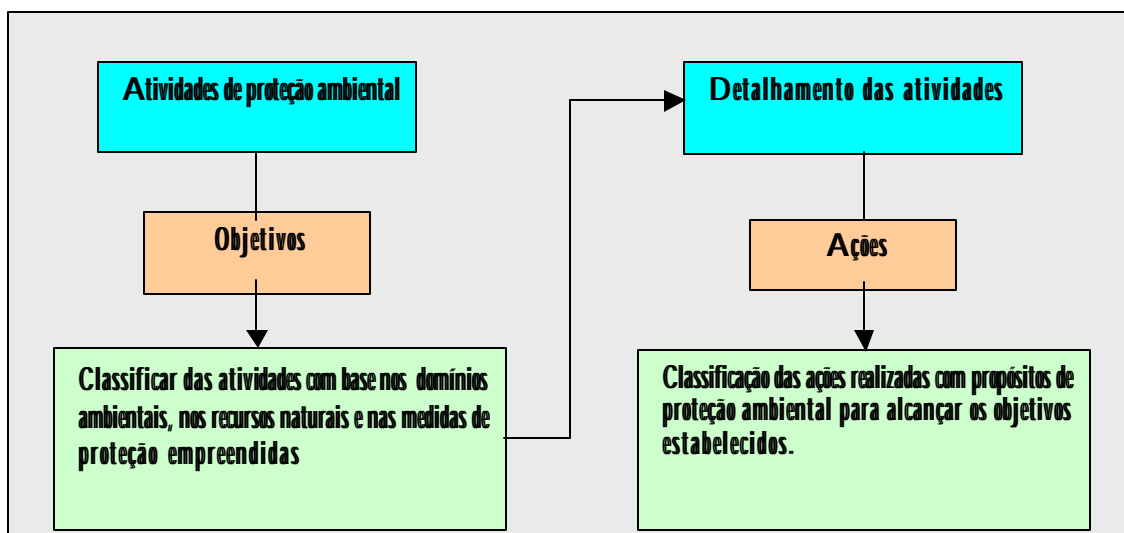 Atividades de proteção ambiental
Objetivos
Classificar das atividades com base nos domínios
ambientais, nos recursos naturais e nas medidas de
proteção empreendidas
Detalhamento das atividades
Ações
Classificação das ações realizadas com propósitos de
proteção ambiental para alcançar os objetivos
estabelecidos.